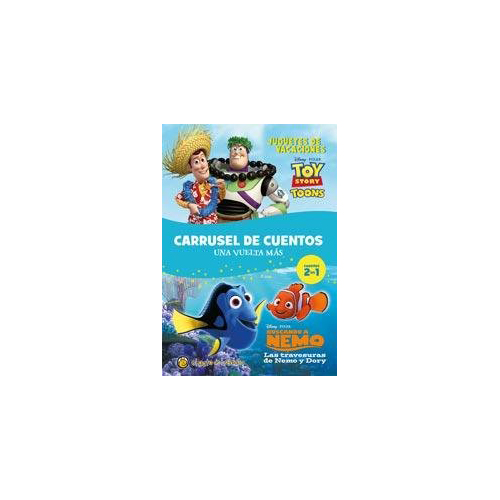 JUGUETES DE
VACACIONES
Disney · PIXAR
TOY
STORY
TOONS
CARRUSEL DE CUENTOS
UNA VUELTA MÁS
CUENTOS
2 en 1
Disney · PIXAR
BUSCANDO A
NEMO
Las travesuras
de Nemo y Dory